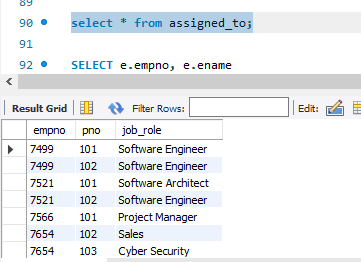 89
90 select * from assigned_to;
91
92 SELECT e.empno, e.ename
Result Grid Filter Rows: Edit:
empno pno job_role
7499 101 Software Engineer
7499 102 Software Engineer
7521 101 Software Architect
7521 102 Software Engineer
7566 101 Project Manager
7654 102 Sales
7654 103 Cyber Security